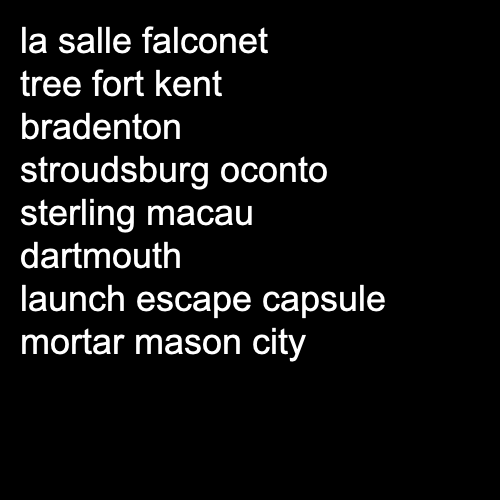 la salle falconet
tree fort kent
bradenton
stroudsburg oconto
sterling macau
dartmouth
launch escape capsule
mortar mason city